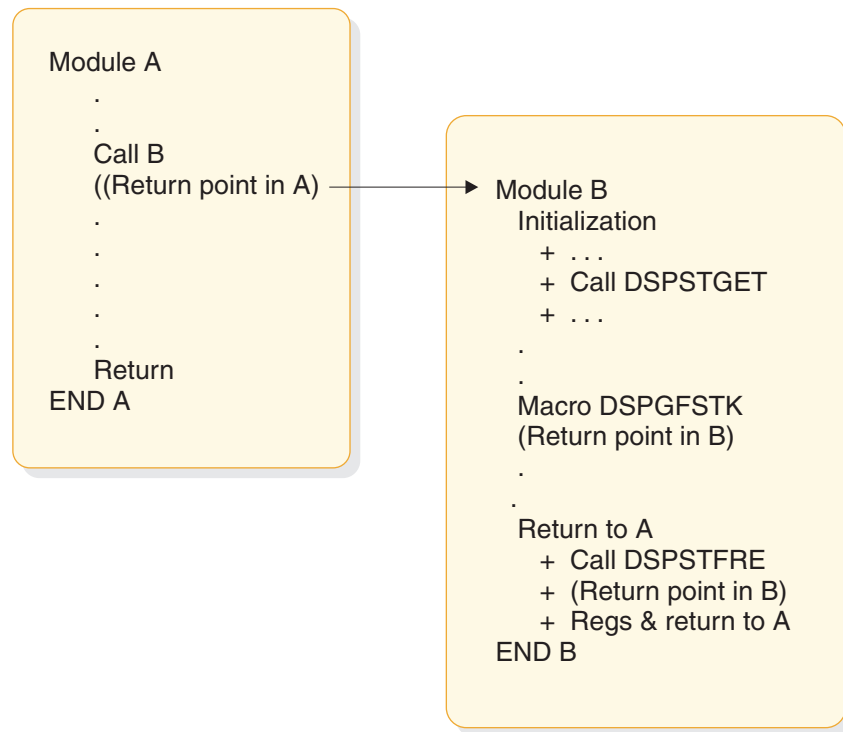 Module A
.
.
Call B
((Return point in A)
.
.
.
.
.
Return
END A
Module B
Initialization
+ . . .
+ Call DSPSTGET
+ . . .
.
.
Macro DSPGFSTK
(Return point in B)
.
.
Return to A
+ Call DSPSTFRE
+ (Return point in B)
+ Regs & return to A
END B